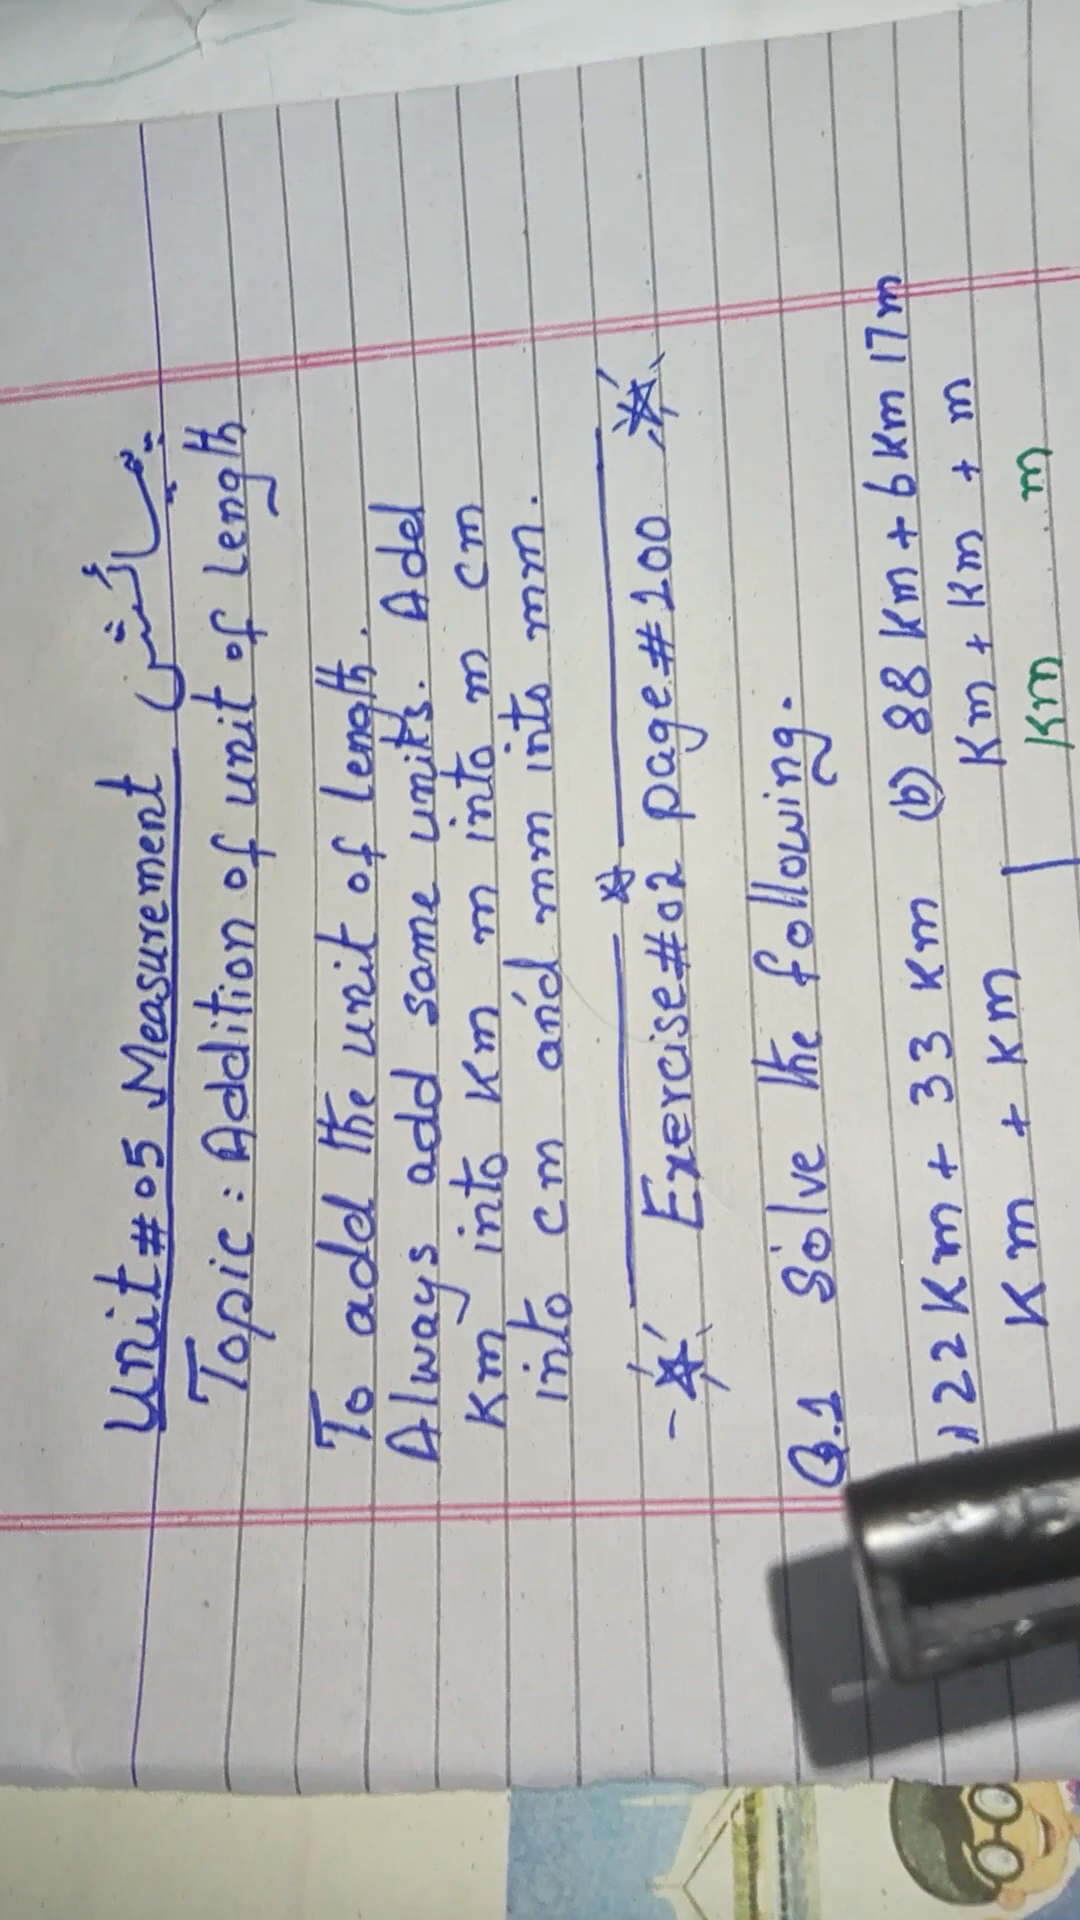 Unit # 05 Measurement پیمائش
Topic : Addition of unit of length
To add the unit of length.
Always add same units. Add
Km into Km m into m cm
into cm and mm into mm.
Exercise # 02 page # 100
Q.1 Solve the following.
22 Km + 33 Km (b) 88 Km + 6 Km 17 m
Km + Km Km + Km + m
Km m